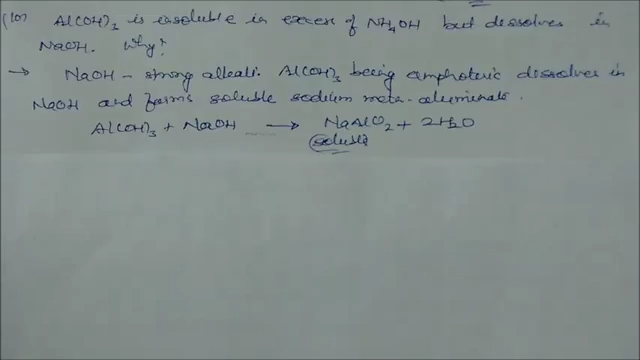 (10) Al(OH)3 is insoluble in excess of NH4OH but dissolves in
NaOH. Why?
→ NaOH - strong alkali. Al(OH)3 being amphoteric dissolves in
NaOH and forms soluble sodium meta-aluminate.
Al(OH)3 + NaOH → NaAlO2 + 2H2O
soluble